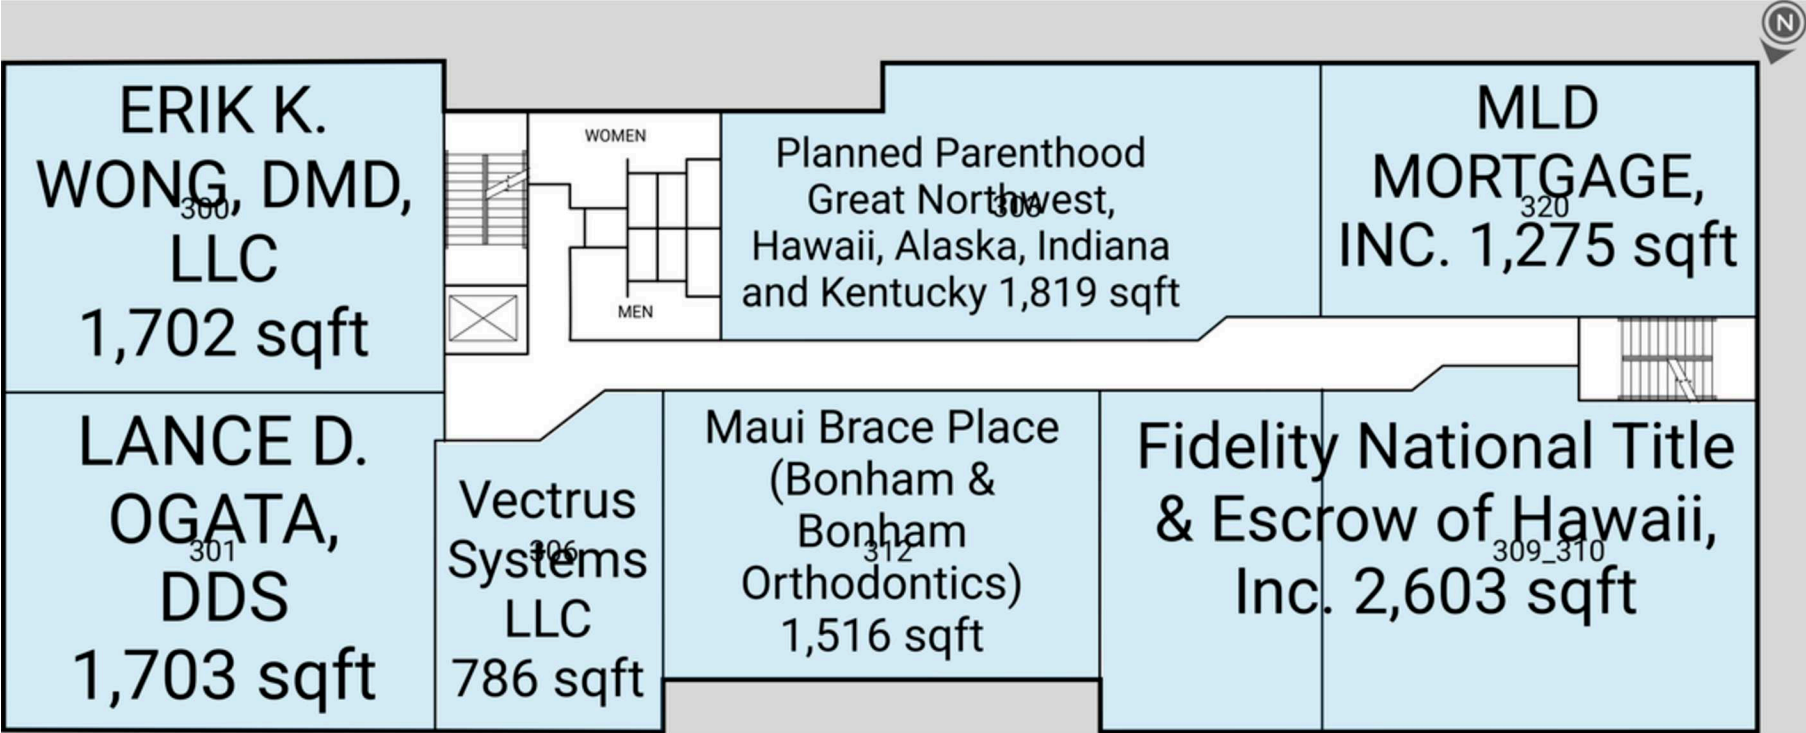 N
ERIK K.
WONG, DMD,
LLC
1,702 sqft
300
WOMEN
MEN
Planned Parenthood
Great Northwest,
Hawaii, Alaska, Indiana
and Kentucky 1,819 sqft
MLD
MORTGAGE,
INC. 1,275 sqft
320
LANCE D.
OGATA,
DDS
1,703 sqft
301
Vectrus
Systems
LLC
786 sqft
306
Maui Brace Place
(Bonham &
Bonham
Orthodontics)
1,516 sqft
312
Fidelity National Title
& Escrow of Hawaii,
Inc. 2,603 sqft
309_310